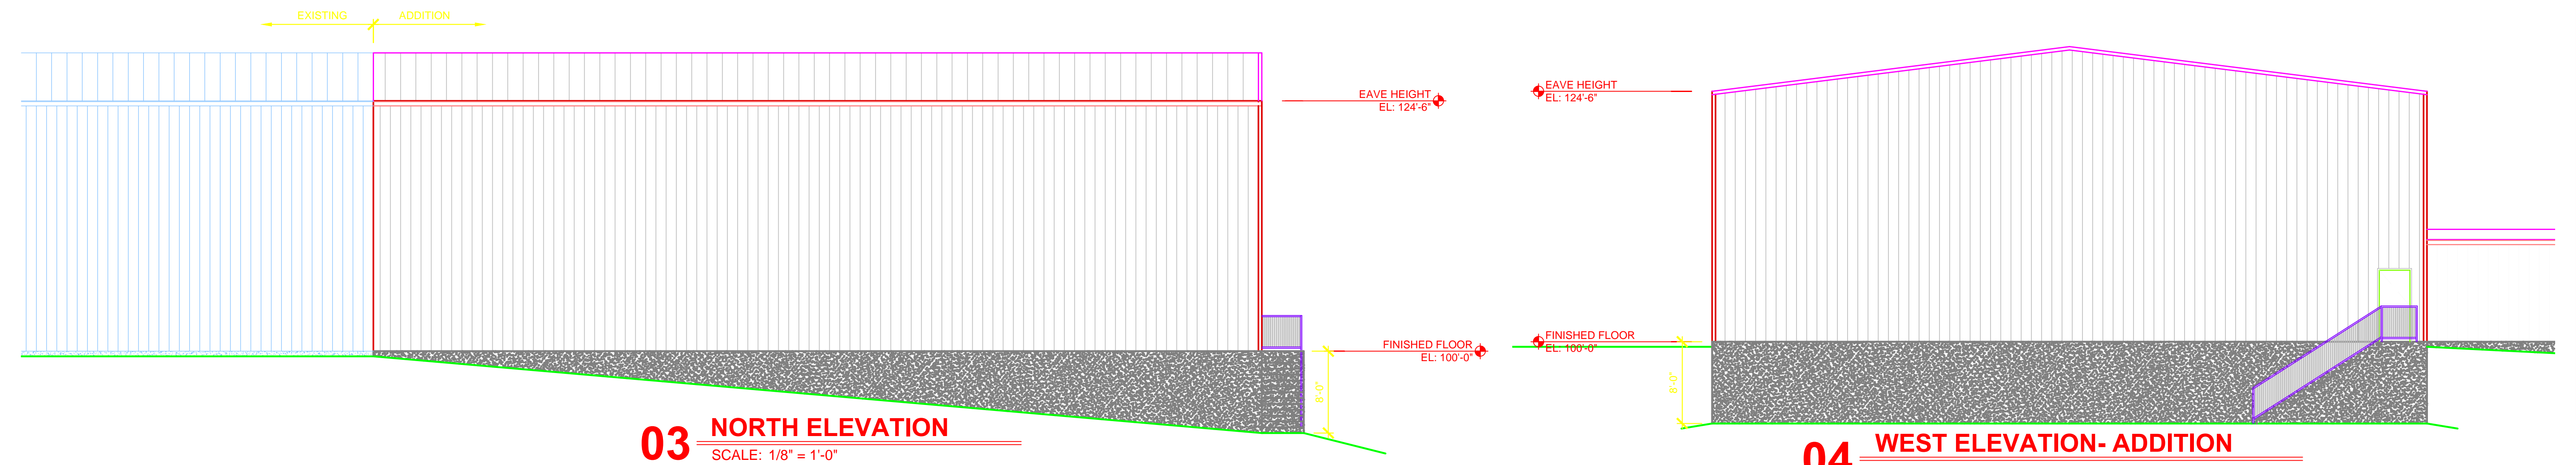 EXISTING
ADDITION
EAVE HEIGHT
EL: 124'-6"
FINISHED FLOOR
EL: 100'-0"
8'-0"
03
NORTH ELEVATION
SCALE: 1/8" = 1'-0"
EAVE HEIGHT
EL: 124'-6"
FINISHED FLOOR
EL: 100'-0"
8'-0"
04
WEST ELEVATION- ADDITION